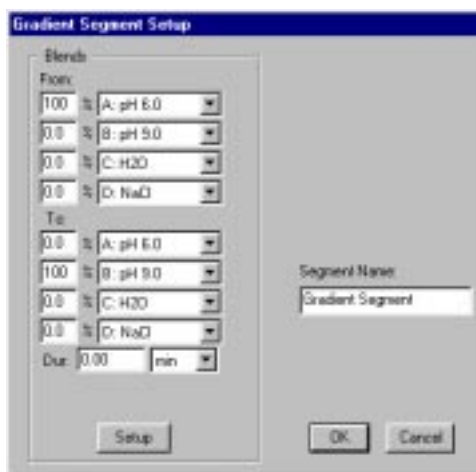 Gradient Segment Setup
Blends
From:
100 % A: pH 6.0
0.0 % B: pH 9.0
0.0 % C: H2O
0.0 % D: NaCl
To:
0.0 % A: pH 6.0
100 % B: pH 9.0
0.0 % C: H2O
0.0 % D: NaCl
Dur: 0.00 min
Segment Name:
Gradient Segment
Setup
OK
Cancel